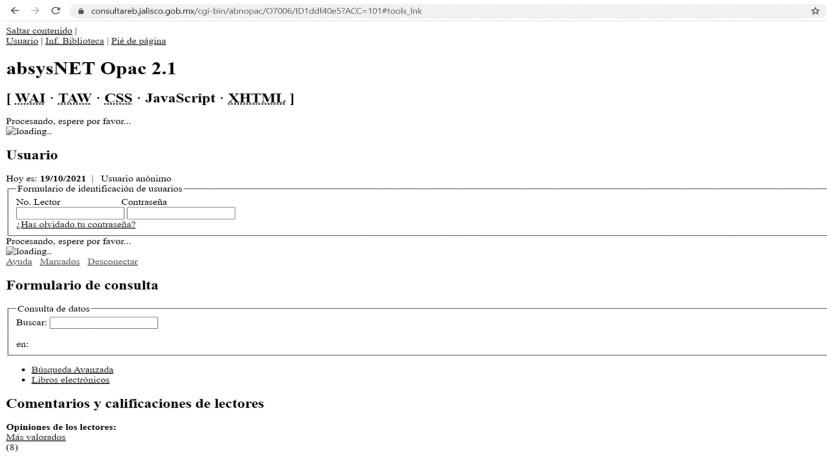 consultareb.jalisco.gob.mx/cgi-bin/abnopac/O7006/ID1ddf40e5?ACC=101#tools_lnk
Saltar contenido |
Usuario | Inf. Biblioteca | Pié de página
absysNET Opac 2.1
[ WAI · TAW · CSS · JavaScript · XHTML ]
Procesando, espere por favor...
loading..
Usuario
Hoy es: 19/10/2021 | Usuario anónimo
Formulario de identificación de usuarios
No. Lector Contraseña
¿Has olvidado tu contraseña?
Procesando, espere por favor...
loading..
Ayuda Marcados Desconectar
Formulario de consulta
Consulta de datos
Buscar:
en:
Búsqueda Avanzada
Libros electrónicos
Comentarios y calificaciones de lectores
Opiniones de los lectores:
Más valorados
(8)